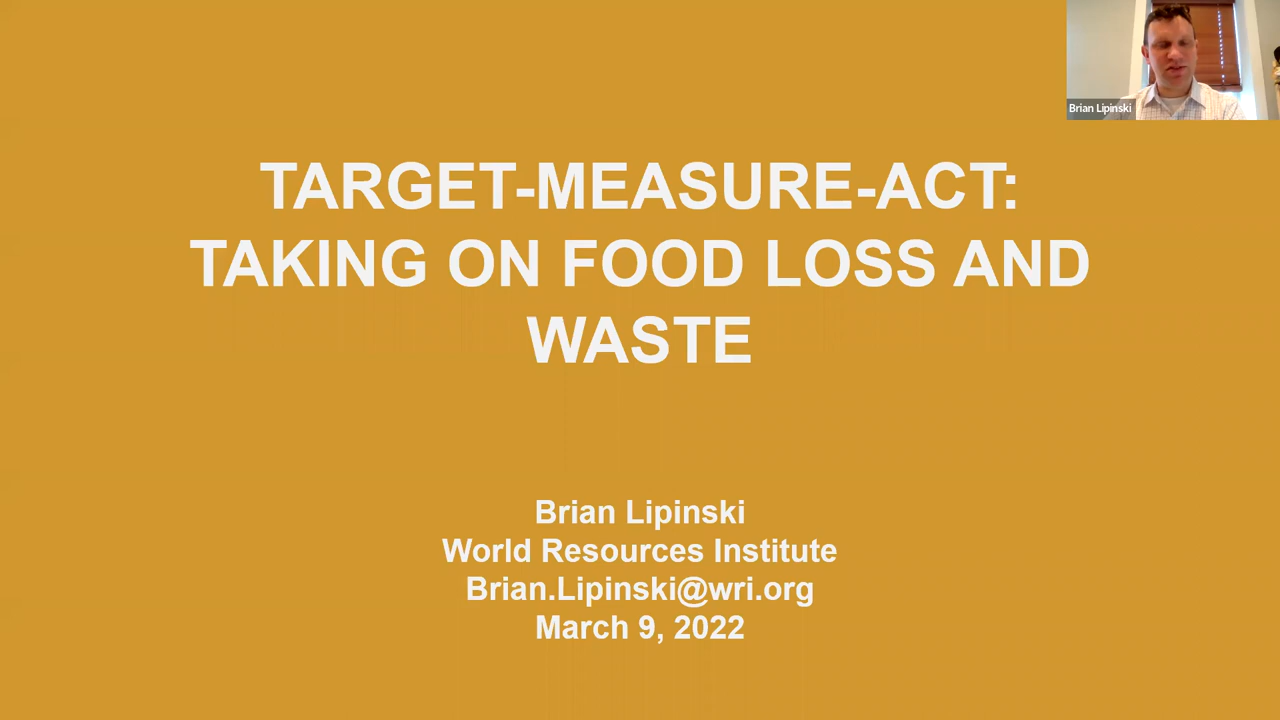 Brian Lipinski
TARGET-MEASURE-ACT:
TAKING ON FOOD LOSS AND
WASTE
Brian Lipinski
World Resources Institute
Brian.Lipinski@wri.org
March 9, 2022